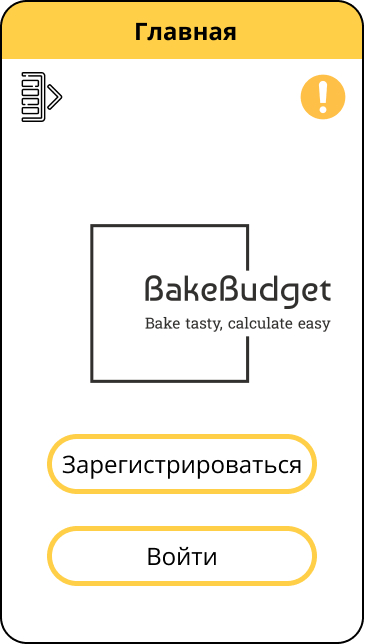 Главная
!
BakeBudget
Bake tasty, calculate easy
Зарегистрироваться
Войти